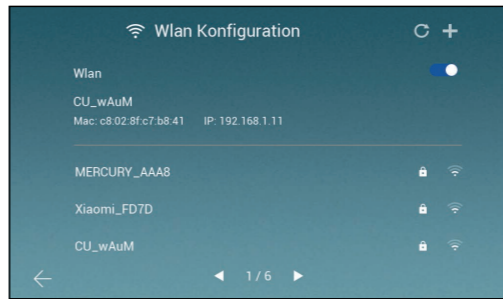 Wlan Konfiguration
Wlan
CU_wAuM
Mac: c8:02:8f:c7:b8:41 IP: 192.168.1.11
MERCURY_AAA8
Xiaomi_FD7D
CU_wAuM
1/6